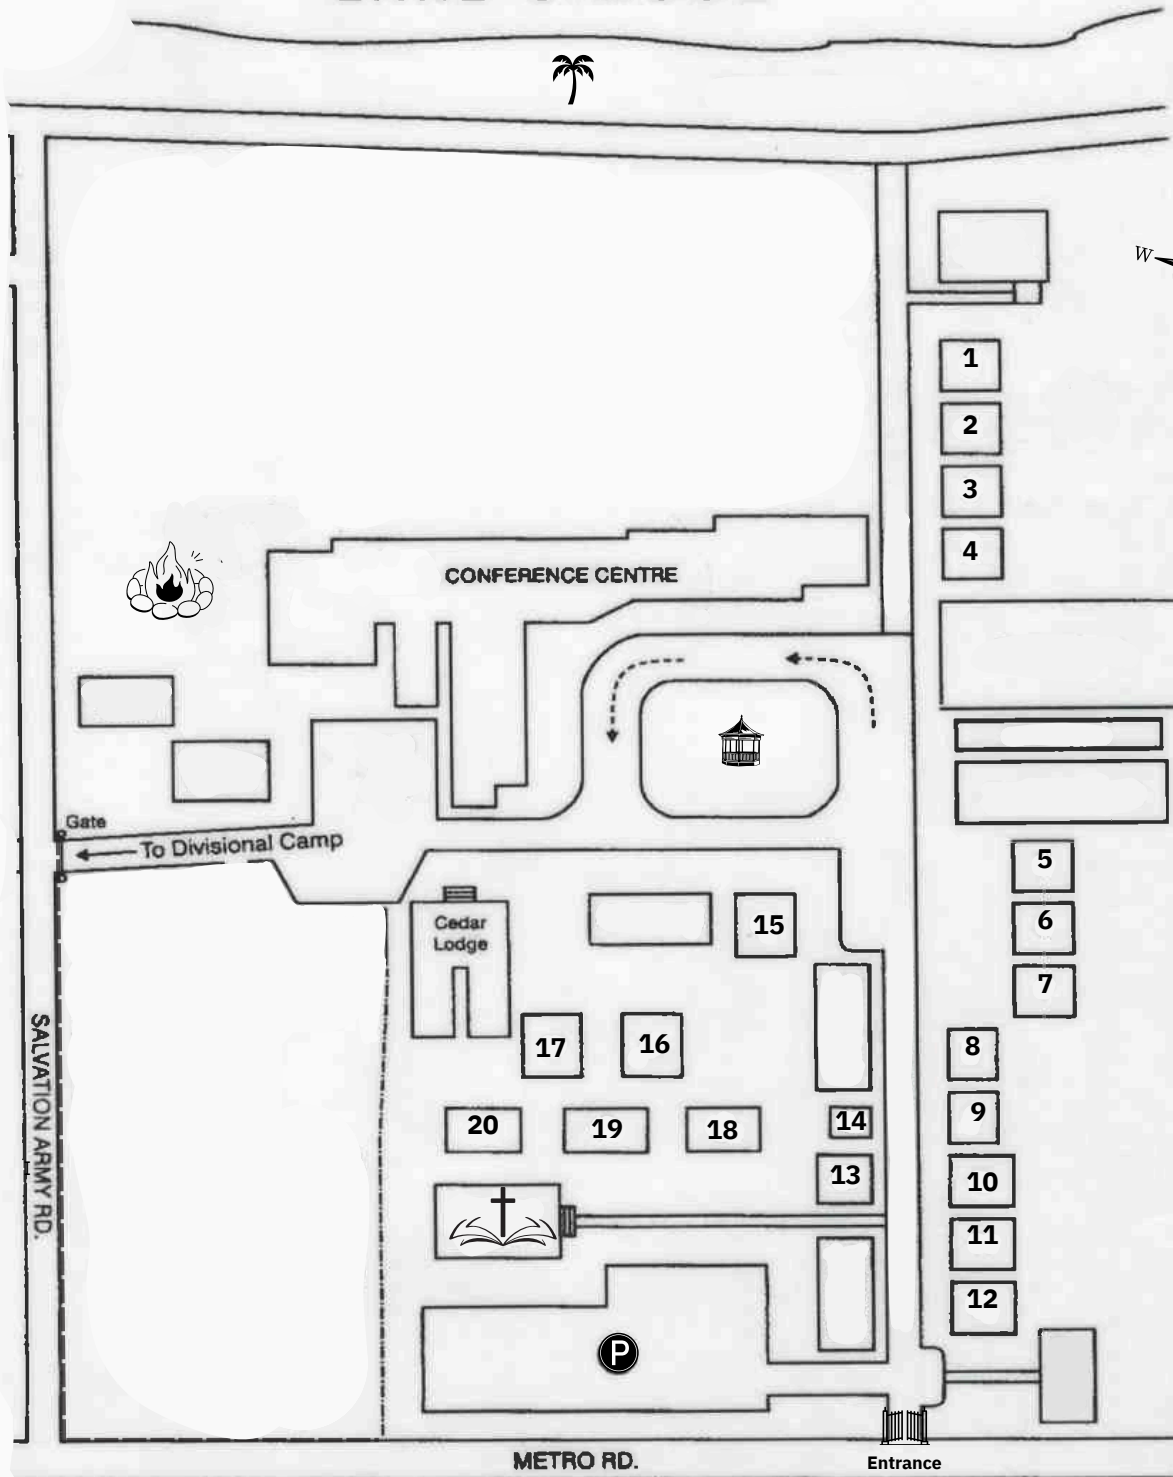 W
1
2
3
4
CONFERENCE CENTRE
Gate
To Divisional Camp
5
6
7
Cedar
Lodge
15
17
16
8
20
19
18
14
9
13
10
11
12
P
SALVATION ARMY RD.
METRO RD.
Entrance